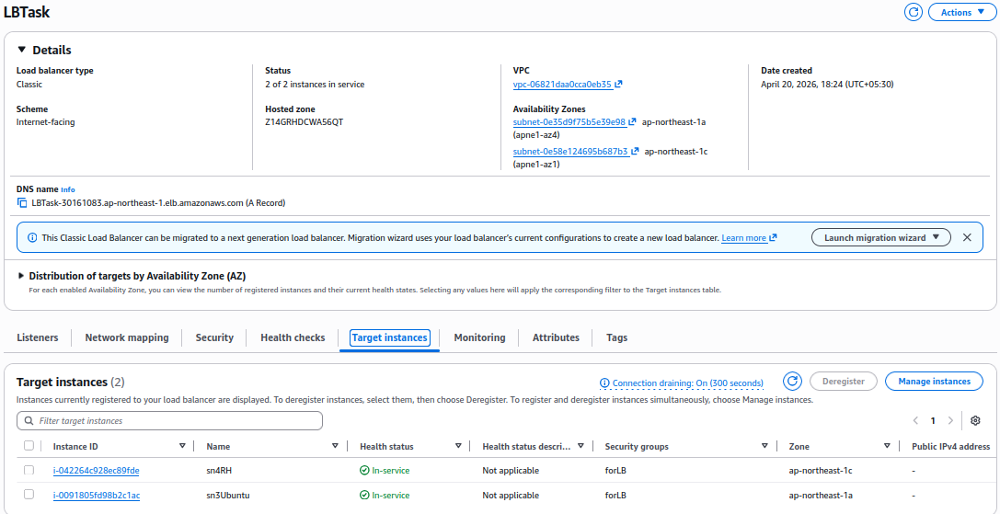 LBTask
Actions
Details
Load balancer type
Classic
Status
2 of 2 instances in service
VPC
vpc-06821daa0cca0eb35
Date created
April 20, 2026, 18:24 (UTC+05:30)
Scheme
Internet-facing
Hosted zone
Z14GRHDCWA56QT
Availability Zones
subnet-0e35d9f75b5e39e98 ap-northeast-1a
(apne1-az4)
subnet-0e58e124695b687b3 ap-northeast-1c
(apne1-az1)
DNS name Info
LBTask-30161083.ap-northeast-1.elb.amazonaws.com (A Record)
This Classic Load Balancer can be migrated to a next generation load balancer. Migration wizard uses your load balancer's current configurations to create a new load balancer. Learn more
Launch migration wizard
Distribution of targets by Availability Zone (AZ)
For each enabled Availability Zone, you can view the number of registered instances and their current health states. Selecting any values here will apply the corresponding filter to the Target instances table.
Listeners Network mapping Security Health checks Target instances Monitoring Attributes Tags
Target instances (2)
Connection draining: On (300 seconds)
Deregister
Manage instances
Instances currently registered to your load balancer are displayed. To deregister instances, select them, then choose Deregister. To register and deregister instances simultaneously, choose Manage instances.
Filter target instances
1
Instance ID Name Health status Health status descri... Security groups Zone Public IPv4 address
i-042264c928ec89fde sn4RH In-service Not applicable forLB ap-northeast-1c -
i-0091805fd98b2c1ac sn3Ubuntu In-service Not applicable forLB ap-northeast-1a -